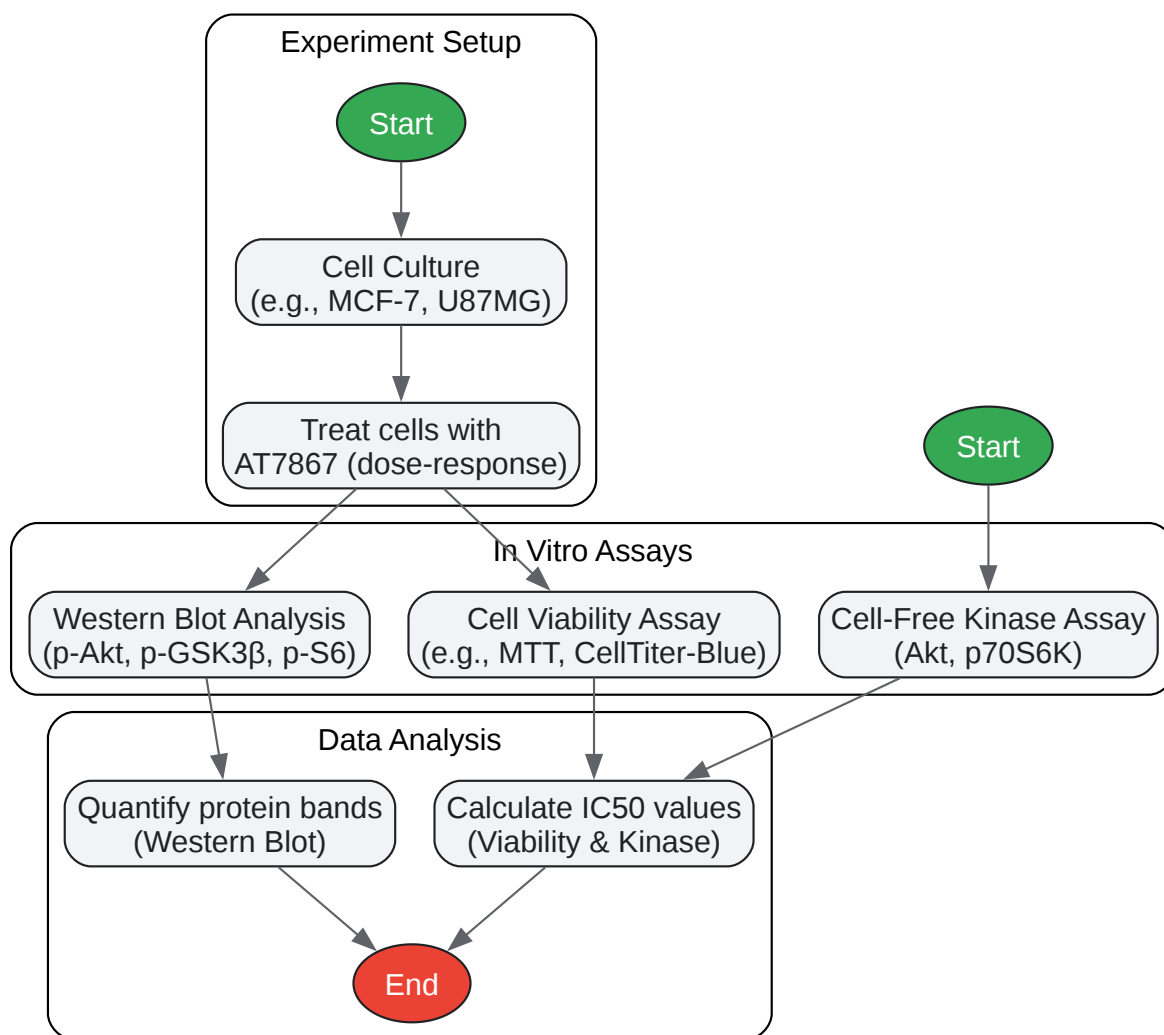 Experiment Setup
Start
Cell Culture
(e.g., MCF-7, U87MG)
Treat cells with
AT7867 (dose-response)
Start
In Vitro Assays
Western Blot Analysis
(p-Akt, p-GSK3β, p-S6)
Cell Viability Assay
(e.g., MTT, CellTiter-Blue)
Cell-Free Kinase Assay
(Akt, p70S6K)
Data Analysis
Quantify protein bands
(Western Blot)
Calculate IC50 values
(Viability & Kinase)
End